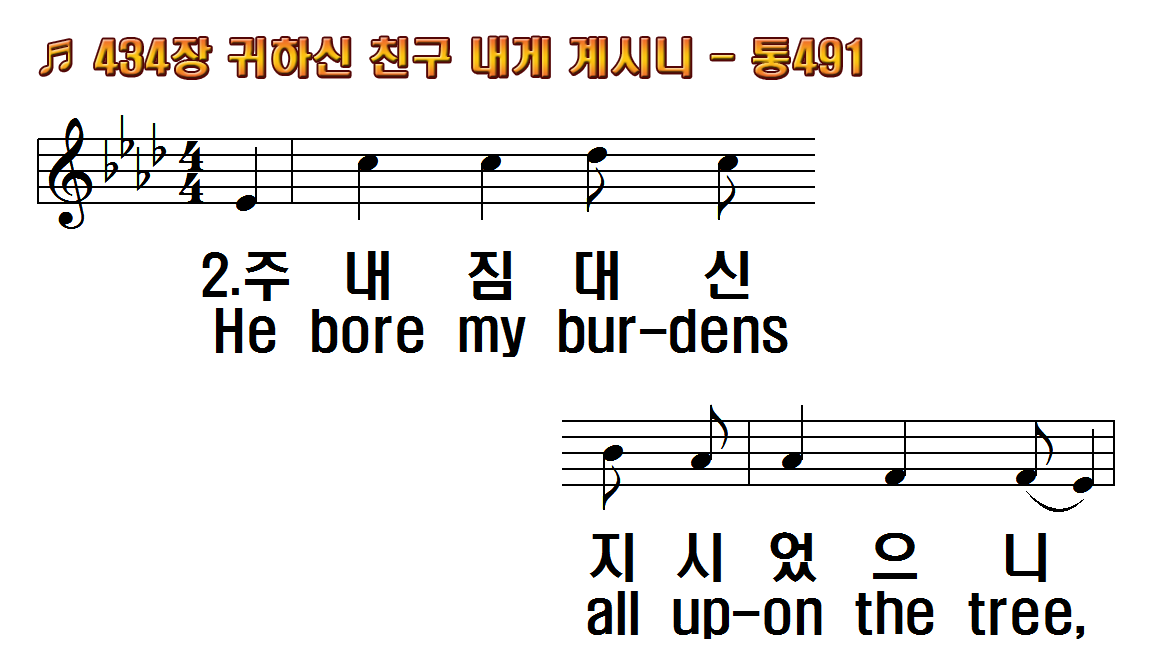 ♬ 434장 귀하신 친구 내게 계시니 - 통491
4
4
2.주 내 짐 대 신
He bore my bur-dens
지 시 었 으 니
all up-on the tree,